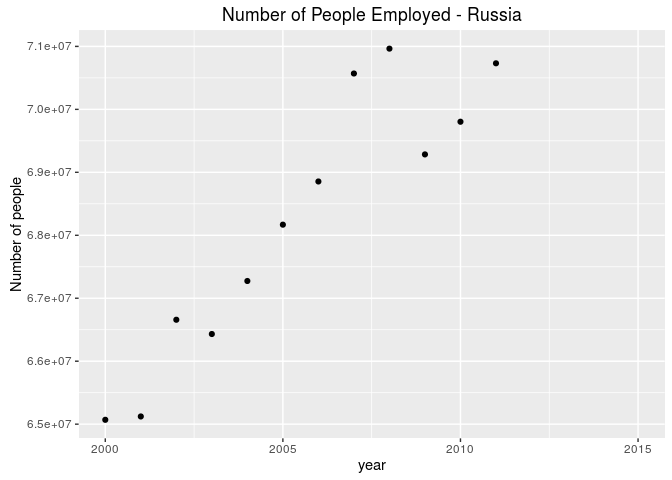 Number of People Employed - Russia
7.1e+07
7.0e+07
6.9e+07
6.8e+07
6.7e+07
6.6e+07
6.5e+07
Number of people
2000 2005 2010 2015
year